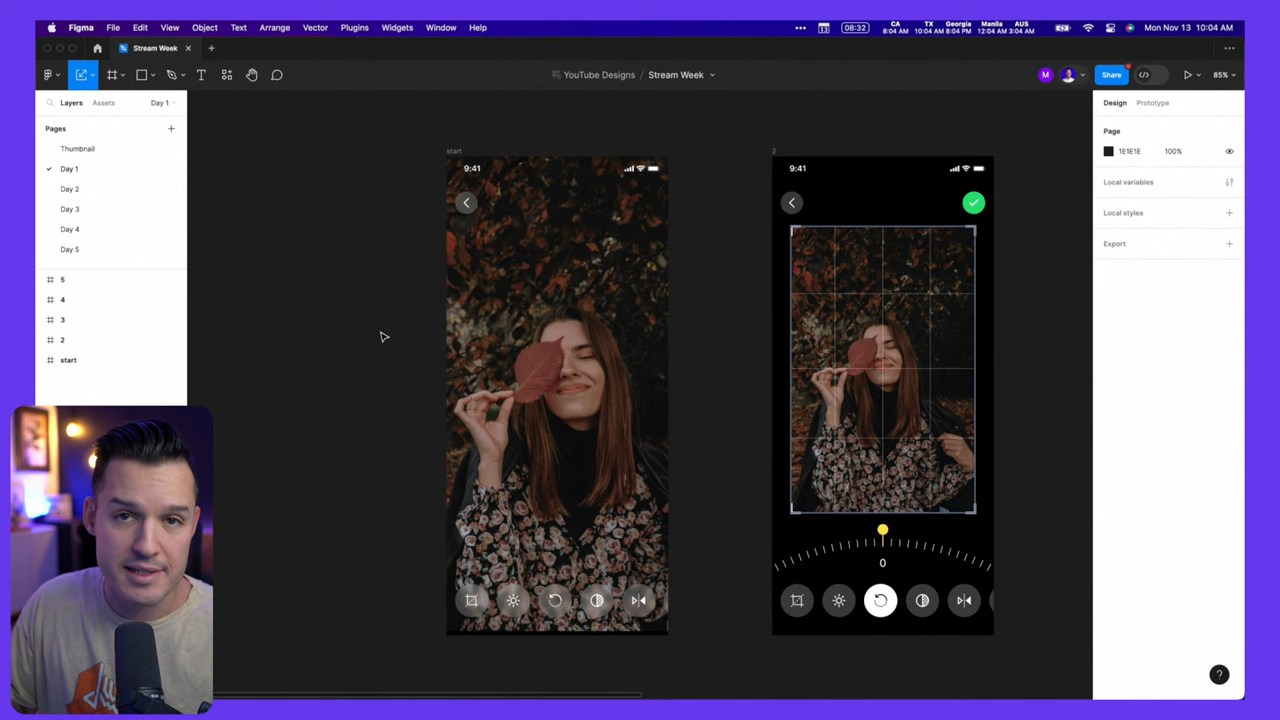 Figma File Edit View Object Text Arrange Vector Plugins Widgets Window Help
08:32
CA TX Georgia Manila AUS
8:04 AM 10:04 AM 8:04 PM 12:04 AM 3:04 AM
Mon Nov 13 10:04 AM
Stream Week
YouTube Designs / Stream Week
M
Share
85%
Layers Assets Day 1
Pages
Thumbnail
Day 1
Day 2
Day 3
Day 4
Day 5
5
4
3
2
start
start
9:41
2
9:41
0
Design Prototype
Page
1E1E1E 100%
Local variables
Local styles
Export
?